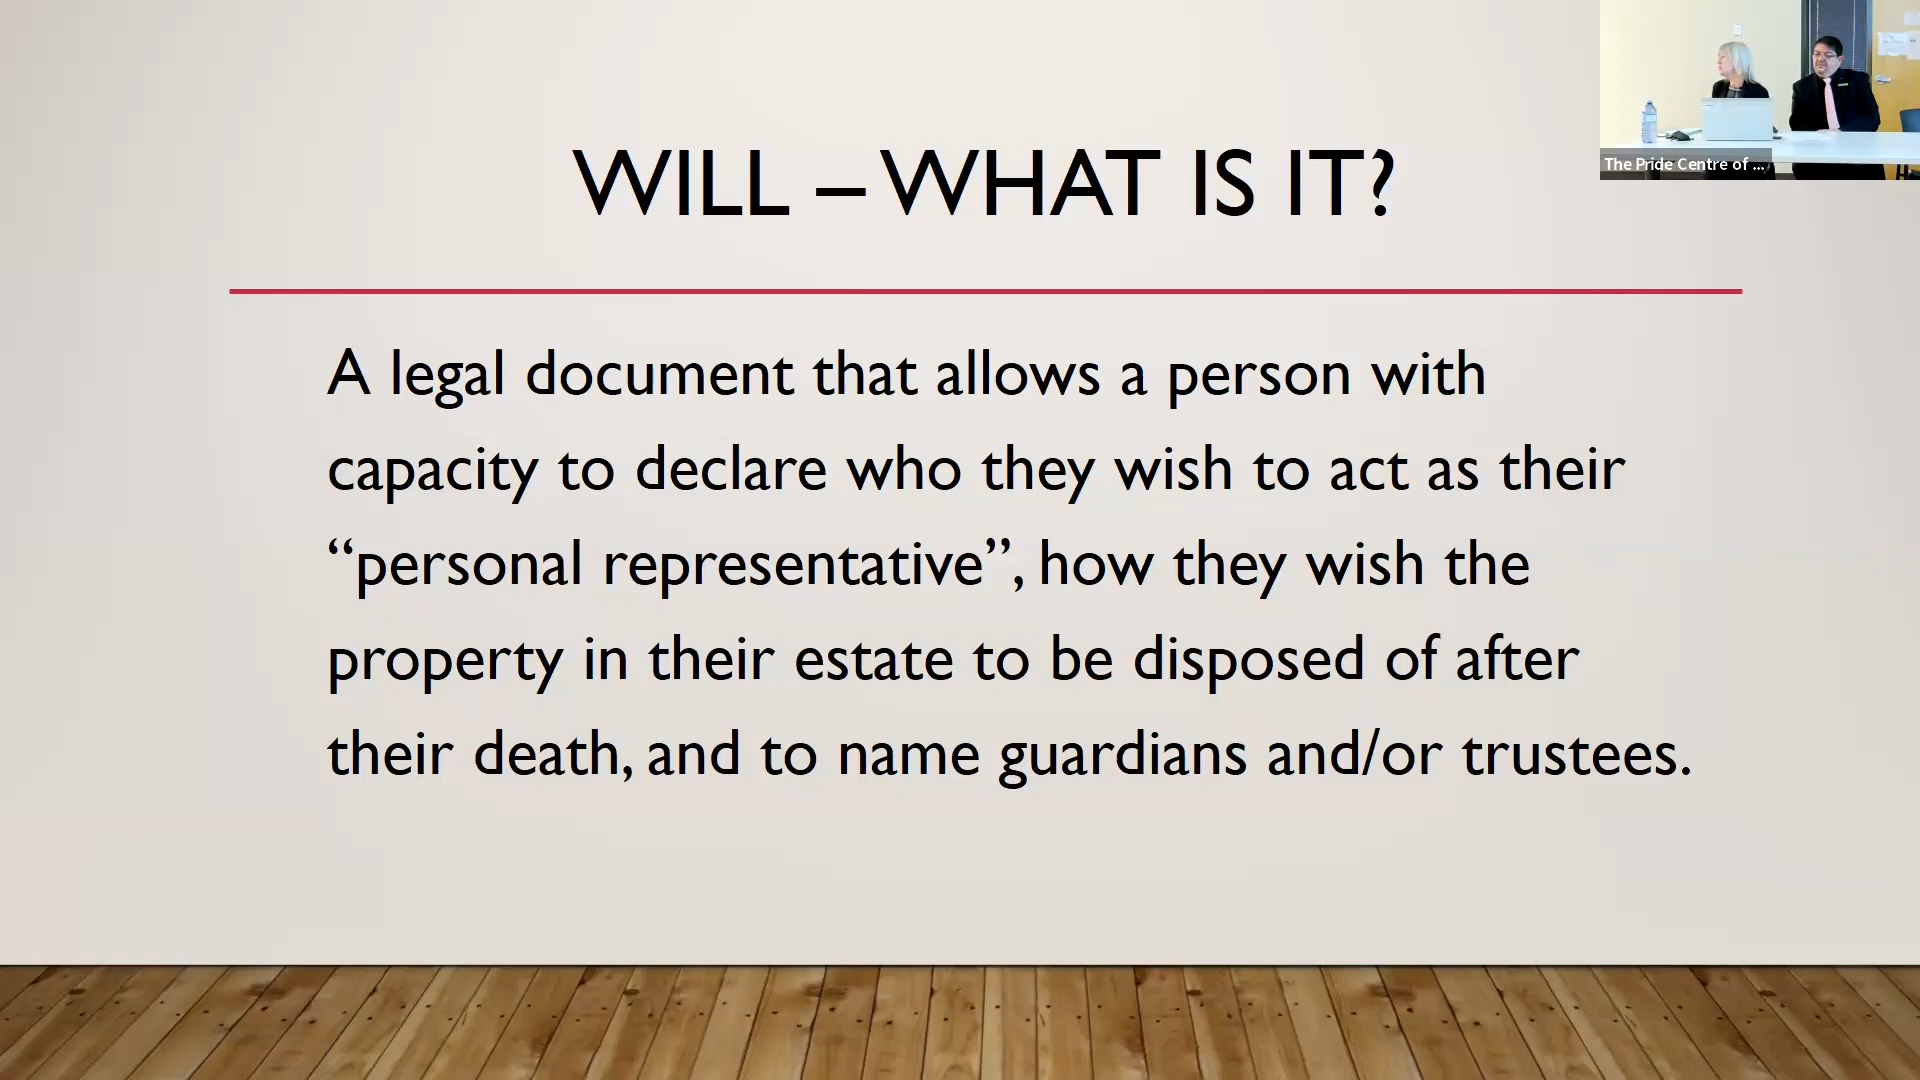 WILL – WHAT IS IT?
A legal document that allows a person with
capacity to declare who they wish to act as their
“personal representative”, how they wish the
property in their estate to be disposed of after
their death, and to name guardians and/or trustees.
The Pride Centre of ...